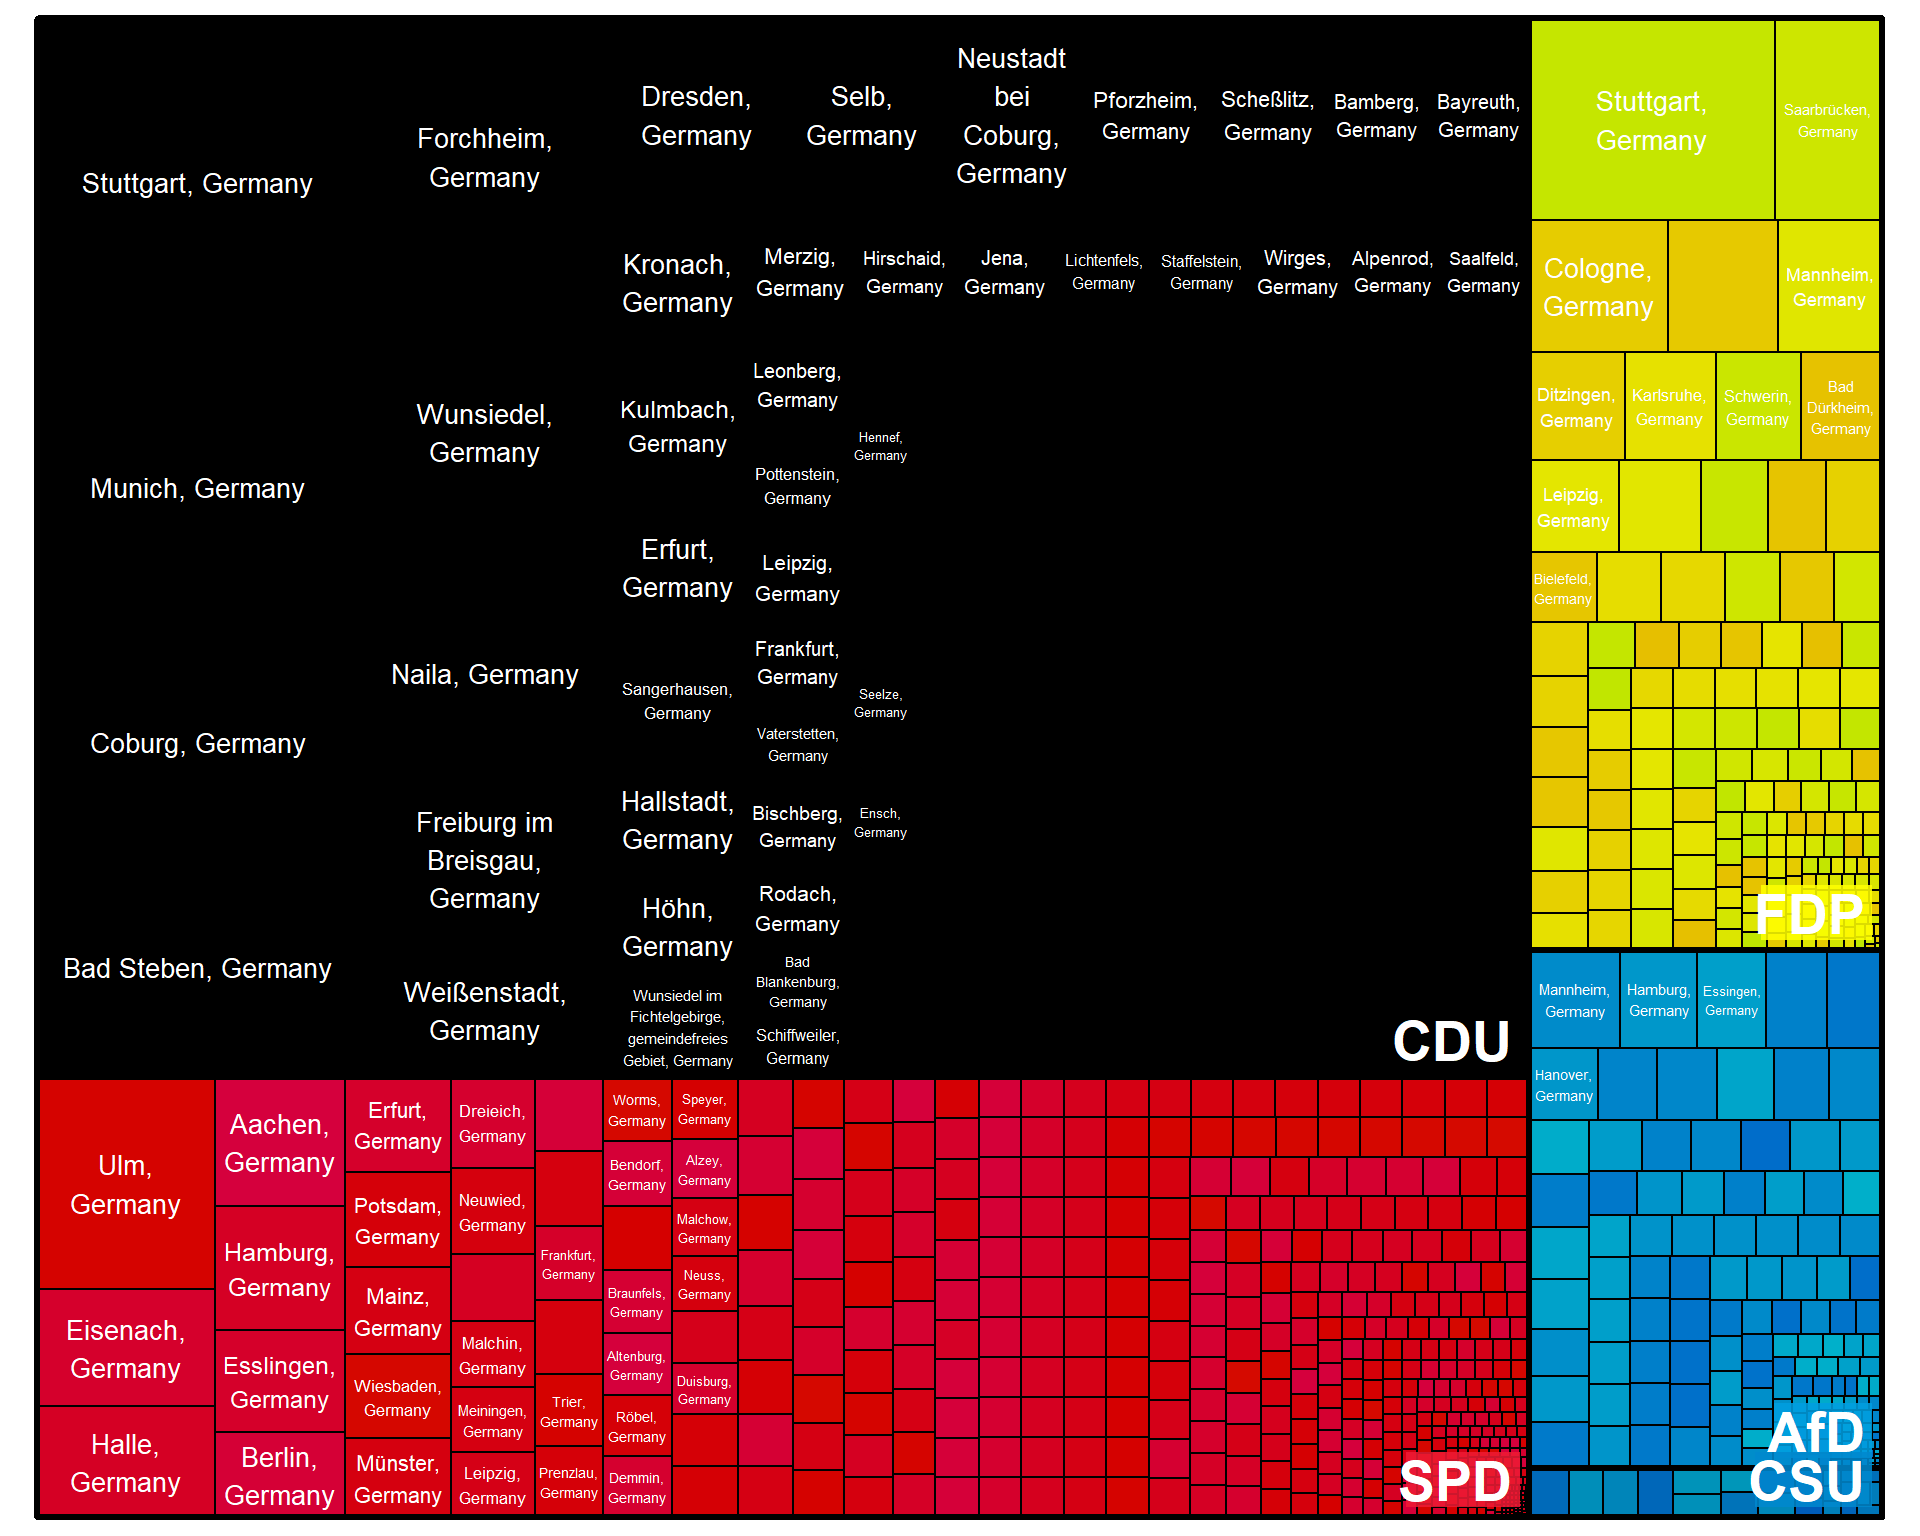 Stuttgart, Germany
Munich, Germany
Coburg, Germany
Bad Steben, Germany
Forchheim,
Germany
Wunsiedel,
Germany
Naila, Germany
Freiburg im
Breisgau,
Germany
Weißenstadt,
Germany
Dresden,
Germany
Selb,
Germany
Neustadt
bei
Coburg,
Germany
Pforzheim,
Germany
Scheßlitz,
Germany
Bamberg,
Germany
Bayreuth,
Germany
Kronach,
Germany
Merzig,
Germany
Hirschaid,
Germany
Jena,
Germany
Lichtenfels,
Germany
Staffelstein,
Germany
Wirges,
Germany
Alpenrod,
Germany
Saalfeld,
Germany
Kulmbach,
Germany
Leonberg,
Germany
Pottenstein,
Germany
Hennef,
Germany
Erfurt,
Germany
Leipzig,
Germany
Sangerhausen,
Germany
Frankfurt,
Germany
Vaterstetten,
Germany
Seelze,
Germany
Hallstadt,
Germany
Bischberg,
Germany
Ensch,
Germany
Höhn,
Germany
Rodach,
Germany
Wunsiedel im
Fichtelgebirge,
gemeindefreies
Gebiet, Germany
Bad
Blankenburg,
Germany
Schiffweiler,
Germany
CDU
Stuttgart,
Germany
Saarbrücken,
Germany
Cologne,
Germany
Mannheim,
Germany
Ditzingen,
Germany
Karlsruhe,
Germany
Schwerin,
Germany
Bad
Dürkheim,
Germany
Leipzig,
Germany
Bielefeld,
Germany
FDP
Mannheim,
Germany
Hamburg,
Germany
Essingen,
Germany
Hanover,
Germany
AfD
CSU
Ulm,
Germany
Eisenach,
Germany
Halle,
Germany
Aachen,
Germany
Hamburg,
Germany
Esslingen,
Germany
Berlin,
Germany
Erfurt,
Germany
Potsdam,
Germany
Mainz,
Germany
Wiesbaden,
Germany
Münster,
Germany
Dreieich,
Germany
Neuwied,
Germany
Malchin,
Germany
Meiningen,
Germany
Leipzig,
Germany
Frankfurt,
Germany
Trier,
Germany
Prenzlau,
Germany
Worms,
Germany
Bendorf,
Germany
Braunfels,
Germany
Altenburg,
Germany
Röbel,
Germany
Demmin,
Germany
Speyer,
Germany
Alzey,
Germany
Malchow,
Germany
Neuss,
Germany
Duisburg,
Germany
SPD